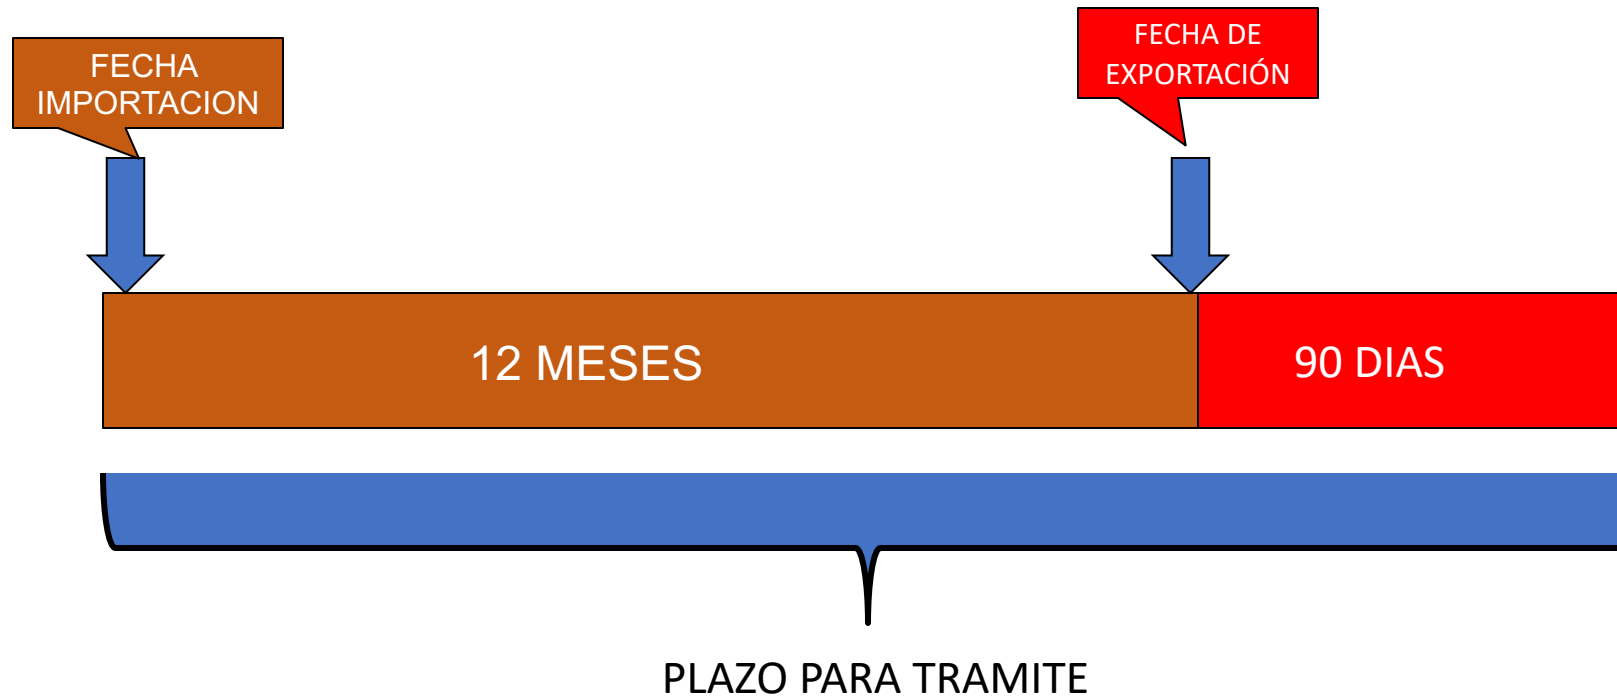 FECHA
IMPORTACION
FECHA DE
EXPORTACIÓN
12 MESES
90 DIAS
PLAZO PARA TRAMITE